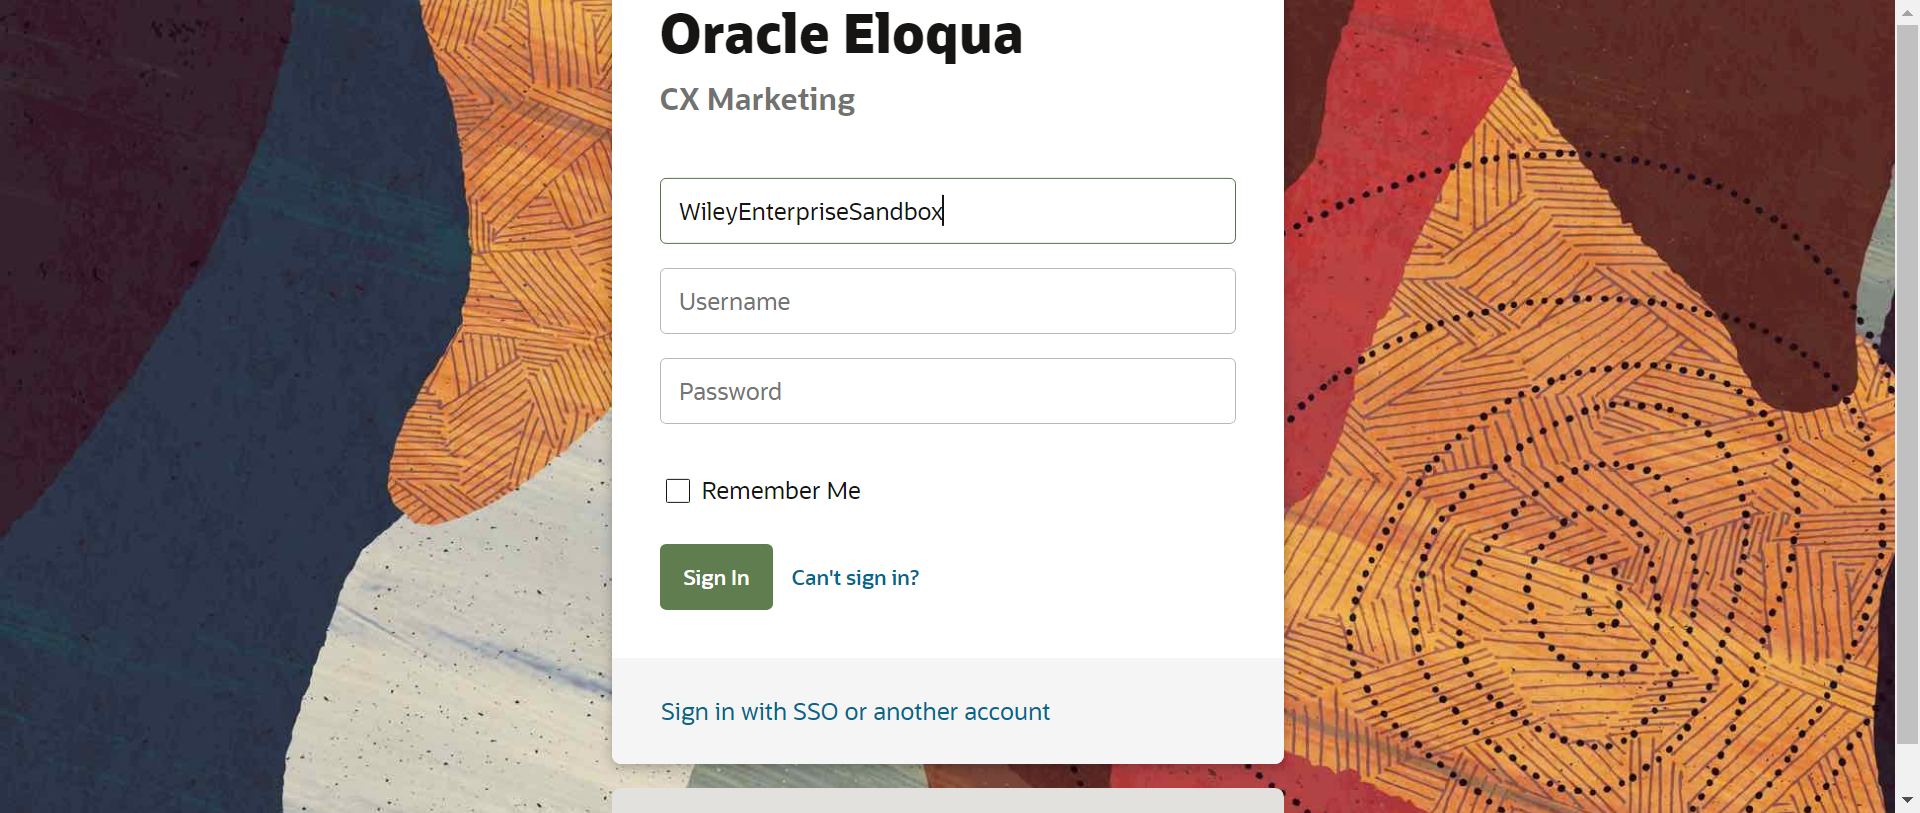 Oracle Eloqua
CX Marketing
WileyEnterpriseSandbox
Username
Password
Remember Me
Sign In
Can't sign in?
Sign in with SSO or another account